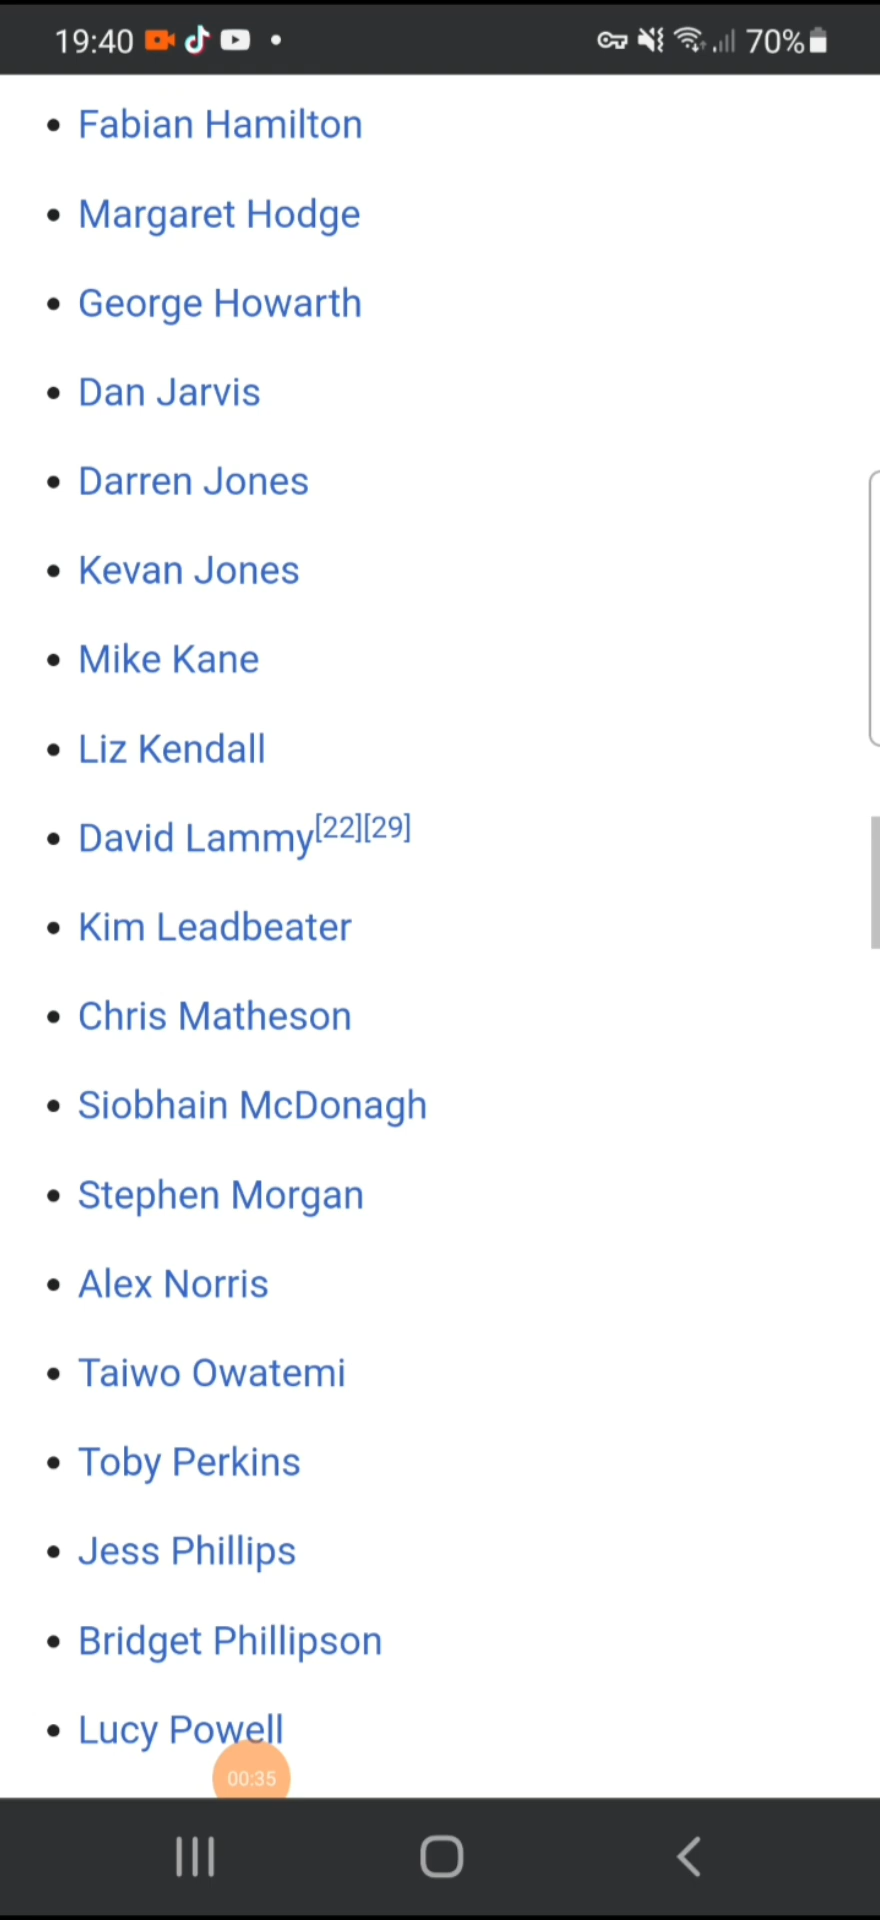 19:40 70%
• Fabian Hamilton
• Margaret Hodge
• George Howarth
• Dan Jarvis
• Darren Jones
• Kevan Jones
• Mike Kane
• Liz Kendall
• David Lammy[22][29]
• Kim Leadbeater
• Chris Matheson
• Siobhain McDonagh
• Stephen Morgan
• Alex Norris
• Taiwo Owatemi
• Toby Perkins
• Jess Phillips
• Bridget Phillipson
• Lucy Powell
00:35